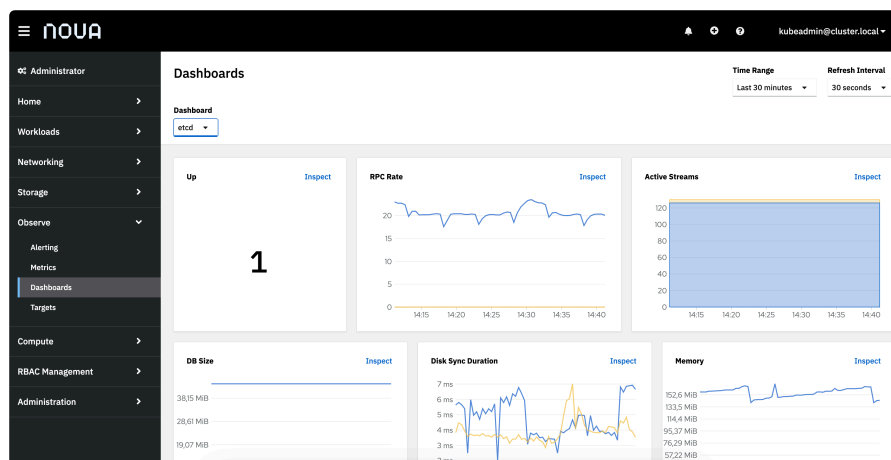 NOUA
kubeadmin@cluster.local
Administrator
Home
Workloads
Networking
Storage
Observe
Alerting
Metrics
Dashboards
Targets
Compute
RBAC Management
Administration
Dashboards
Time Range
Last 30 minutes
Refresh Interval
30 seconds
Dashboard
etcd
Up
Inspect
1
RPC Rate
Inspect
20
15
10
5
0
14:15 14:20 14:25 14:30 14:35 14:40
Active Streams
Inspect
120
100
80
60
40
20
0
14:15 14:20 14:25 14:30 14:35 14:40
DB Size
Inspect
38,15 MiB
28,61 MiB
19,07 MiB
Disk Sync Duration
Inspect
7 ms
6 ms
5 ms
4 ms
3 ms
Memory
Inspect
152,6 MiB
133,5 MiB
114,4 MiB
95,37 MiB
76,29 MiB
57,22 MiB